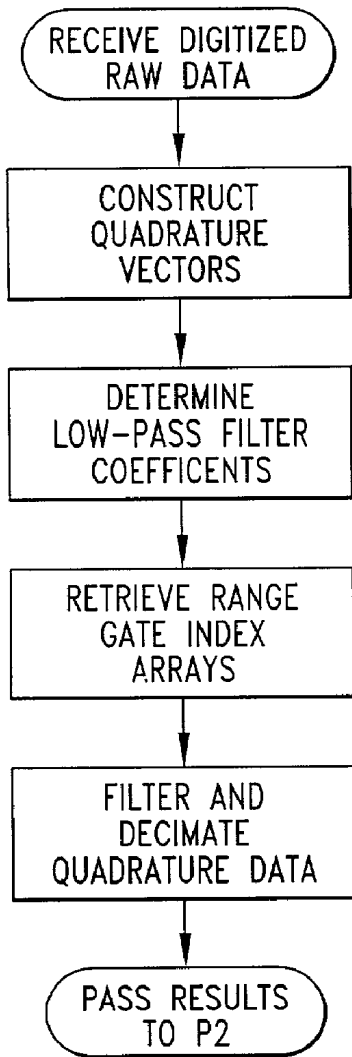 RECEIVE DIGITIZED
RAW DATA
CONSTRUCT
QUADRATURE
VECTORS
DETERMINE
LOW-PASS FILTER
COEFFICENTS
RETRIEVE RANGE
GATE INDEX
ARRAYS
FILTER AND
DECIMATE
QUADRATURE DATA
PASS RESULTS
TO P2